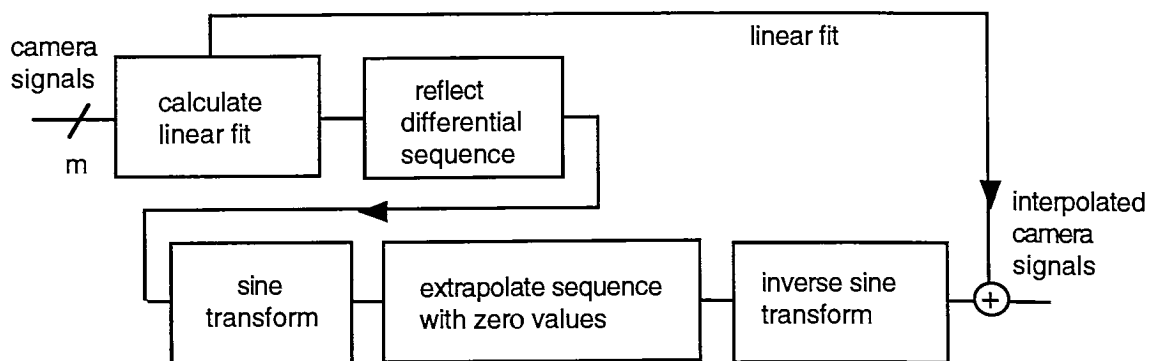 camera
signals
m
calculate
linear fit
reflect
differential
sequence
linear fit
sine
transform
extrapolate sequence
with zero values
inverse sine
transform
+
interpolated
camera
signals